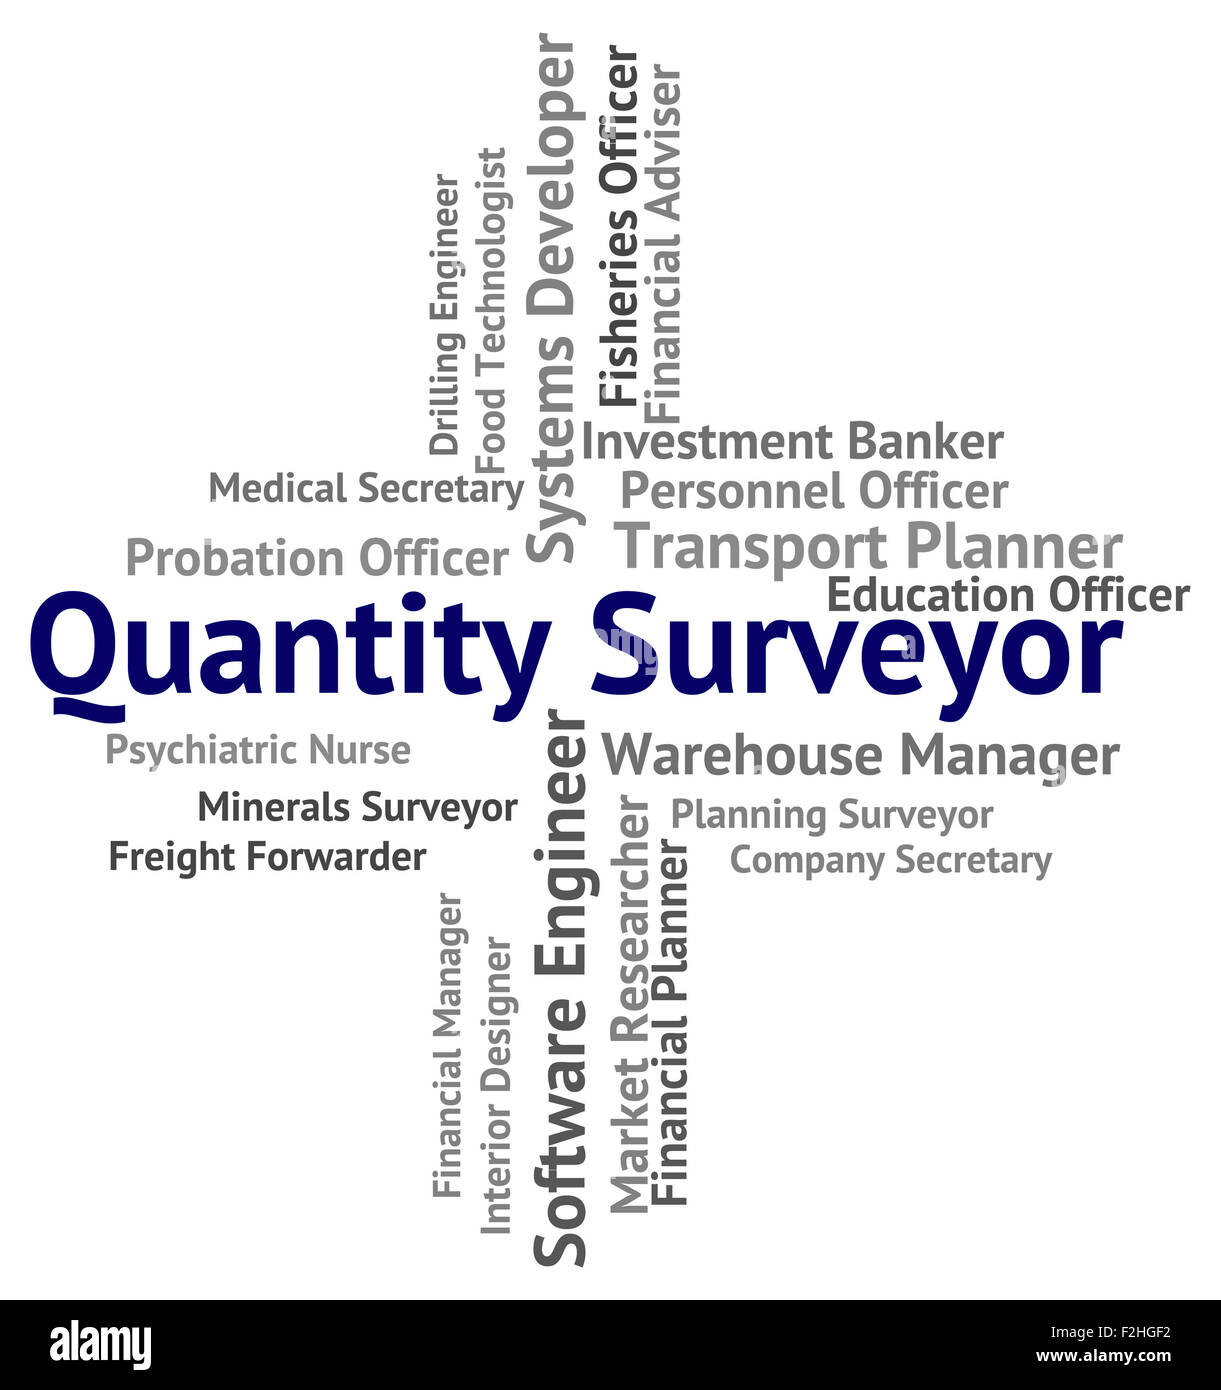 Drilling Engineer
Food Technologist
Systems Developer
Fisheries Officer
Financial Adviser
Investment Banker
Medical Secretary
Personnel Officer
Transport Planner
Probation Officer
Education Officer
Quantity Surveyor
Psychiatric Nurse
Warehouse Manager
Minerals Surveyor
Planning Surveyor
Freight Forwarder
Company Secretary
Financial Manager
Interior Designer
Software Engineer
Market Researcher
Financial Planner
alamy stock photo
F2HGF2
www.alamy.com